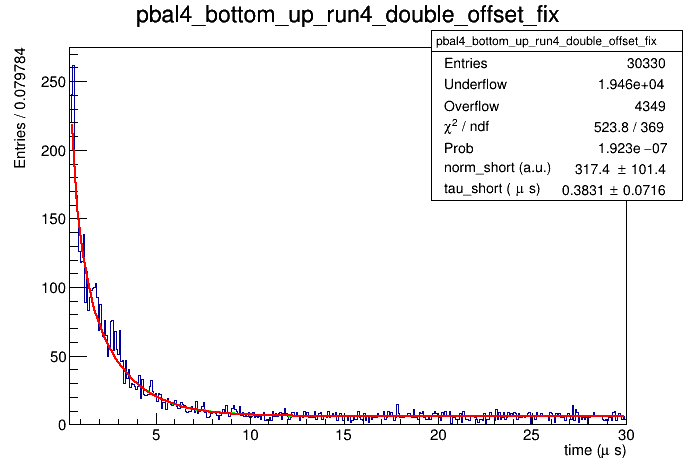 pbal4_bottom_up_run4_double_offset_fix
pbal4_bottom_up_run4_double_offset_fix
Entries 30330
Underflow 1.946e+04
Overflow 4349
χ² / ndf 523.8 / 369
Prob 1.923e −07
norm_short (a.u.) 317.4 ± 101.4
tau_short ( μ s) 0.3831 ± 0.0716
Entries / 0.079784
250
200
150
100
50
0
5 10 15 20 25 30
time (μ s)